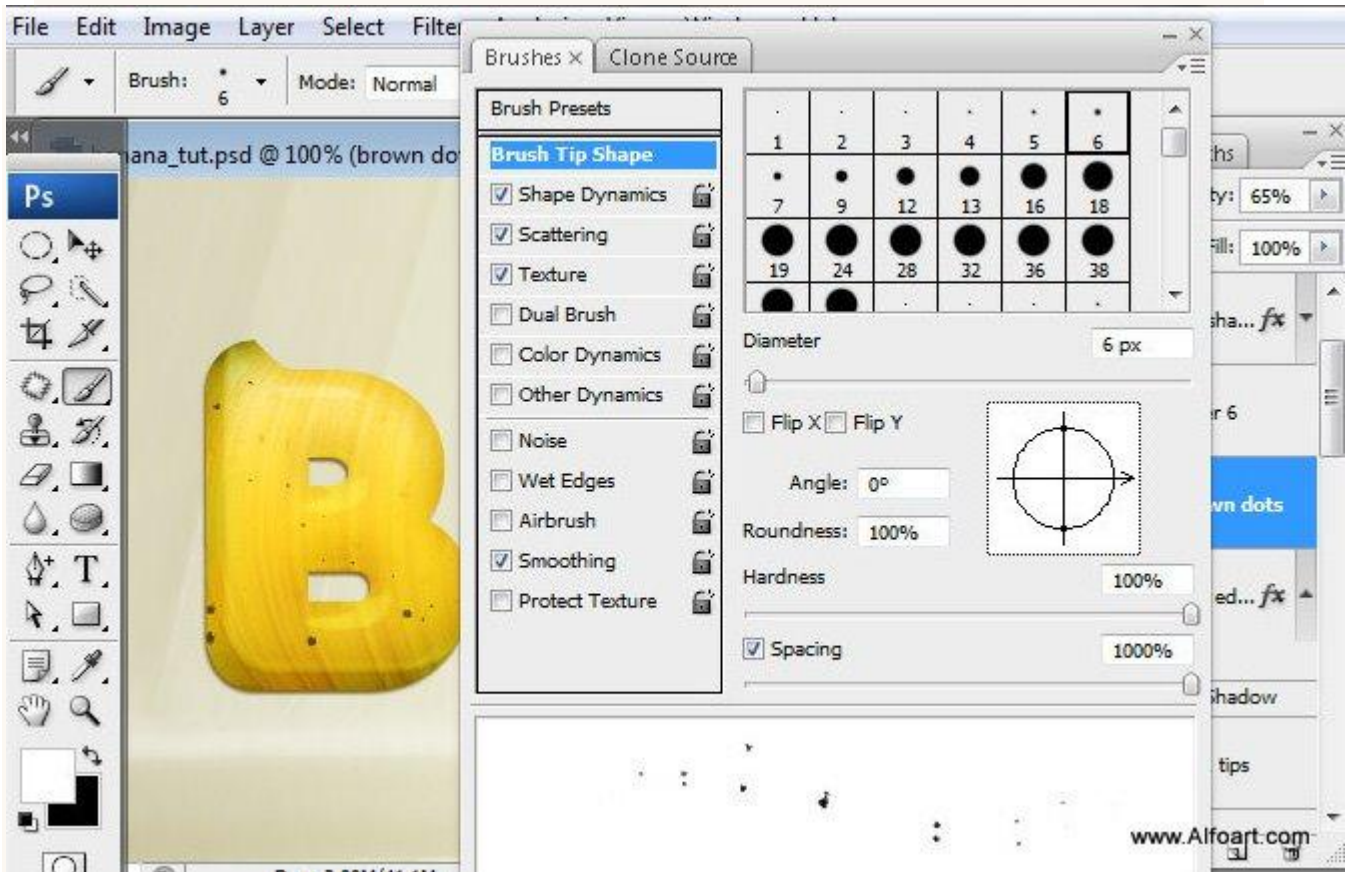 File Edit Image Layer Select Filter
Brush: 6 Mode: Normal
ana_tut.psd @ 100% (brown do
Ps
B
Brushes × Clone Source
Brush Presets
Brush Tip Shape
Shape Dynamics
Scattering
Texture
Dual Brush
Color Dynamics
Other Dynamics
Noise
Wet Edges
Airbrush
Smoothing
Protect Texture
1 2 3 4 5 6
7 9 12 13 16 18
19 24 28 32 36 38
Diameter 6 px
Flip X Flip Y
Angle: 0°
Roundness: 100%
Hardness 100%
Spacing 1000%
ths
ty: 65%
Fill: 100%
sha... fx
r 6
wn dots
ed... fx
Shadow
tips
www.Alfoart.com